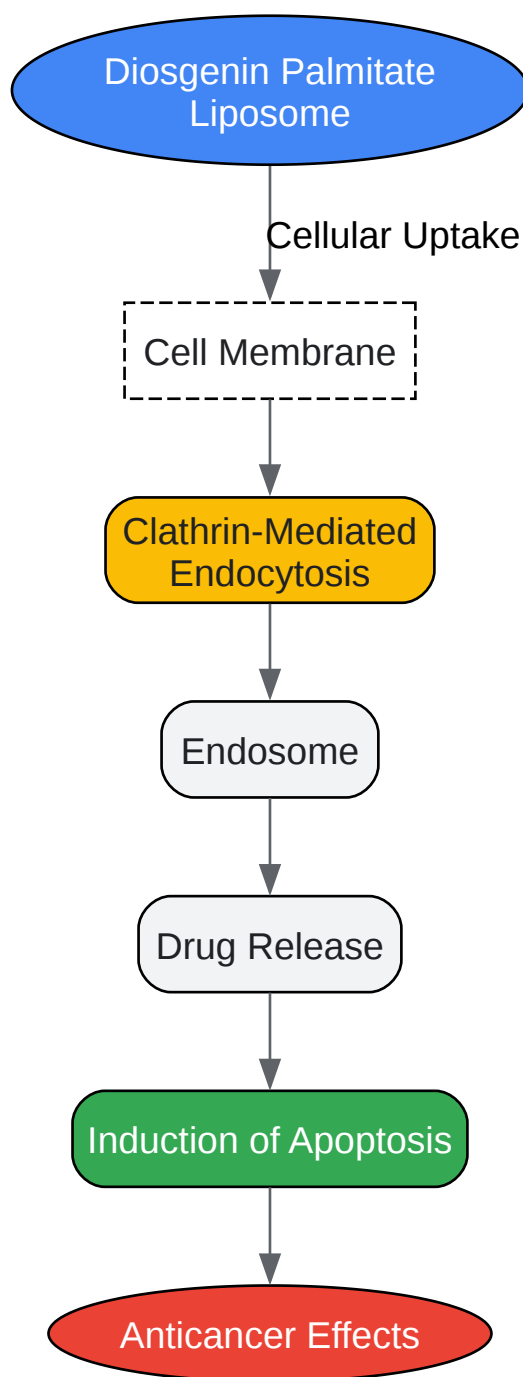 Diosgenin Palmitate
Liposome
Cellular Uptake
Cell Membrane
Clathrin-Mediated
Endocytosis
Endosome
Drug Release
Induction of Apoptosis
Anticancer Effects